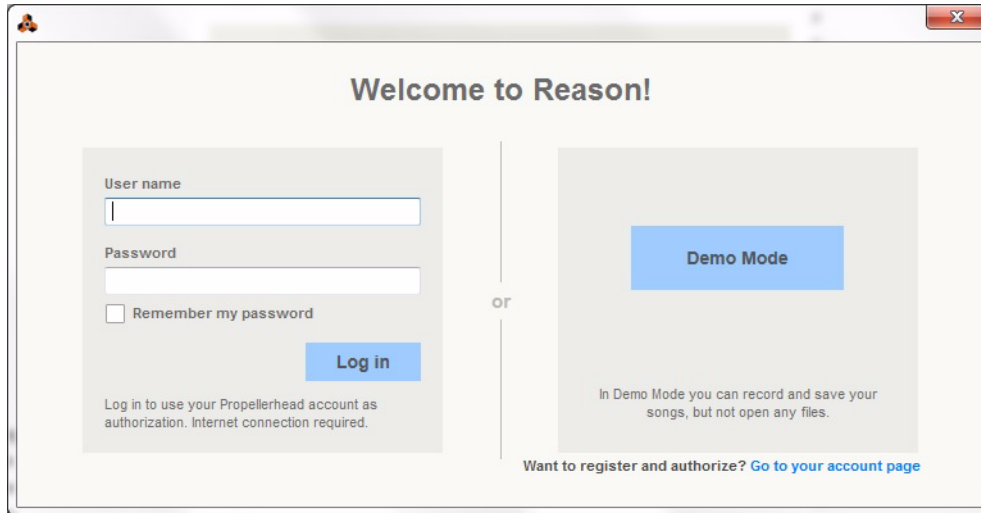 Welcome to Reason!
User name
Password
Remember my password
Log in
Log in to use your Propellerhead account as
authorization. Internet connection required.
or
Demo Mode
In Demo Mode you can record and save your
songs, but not open any files.
Want to register and authorize? Go to your account page